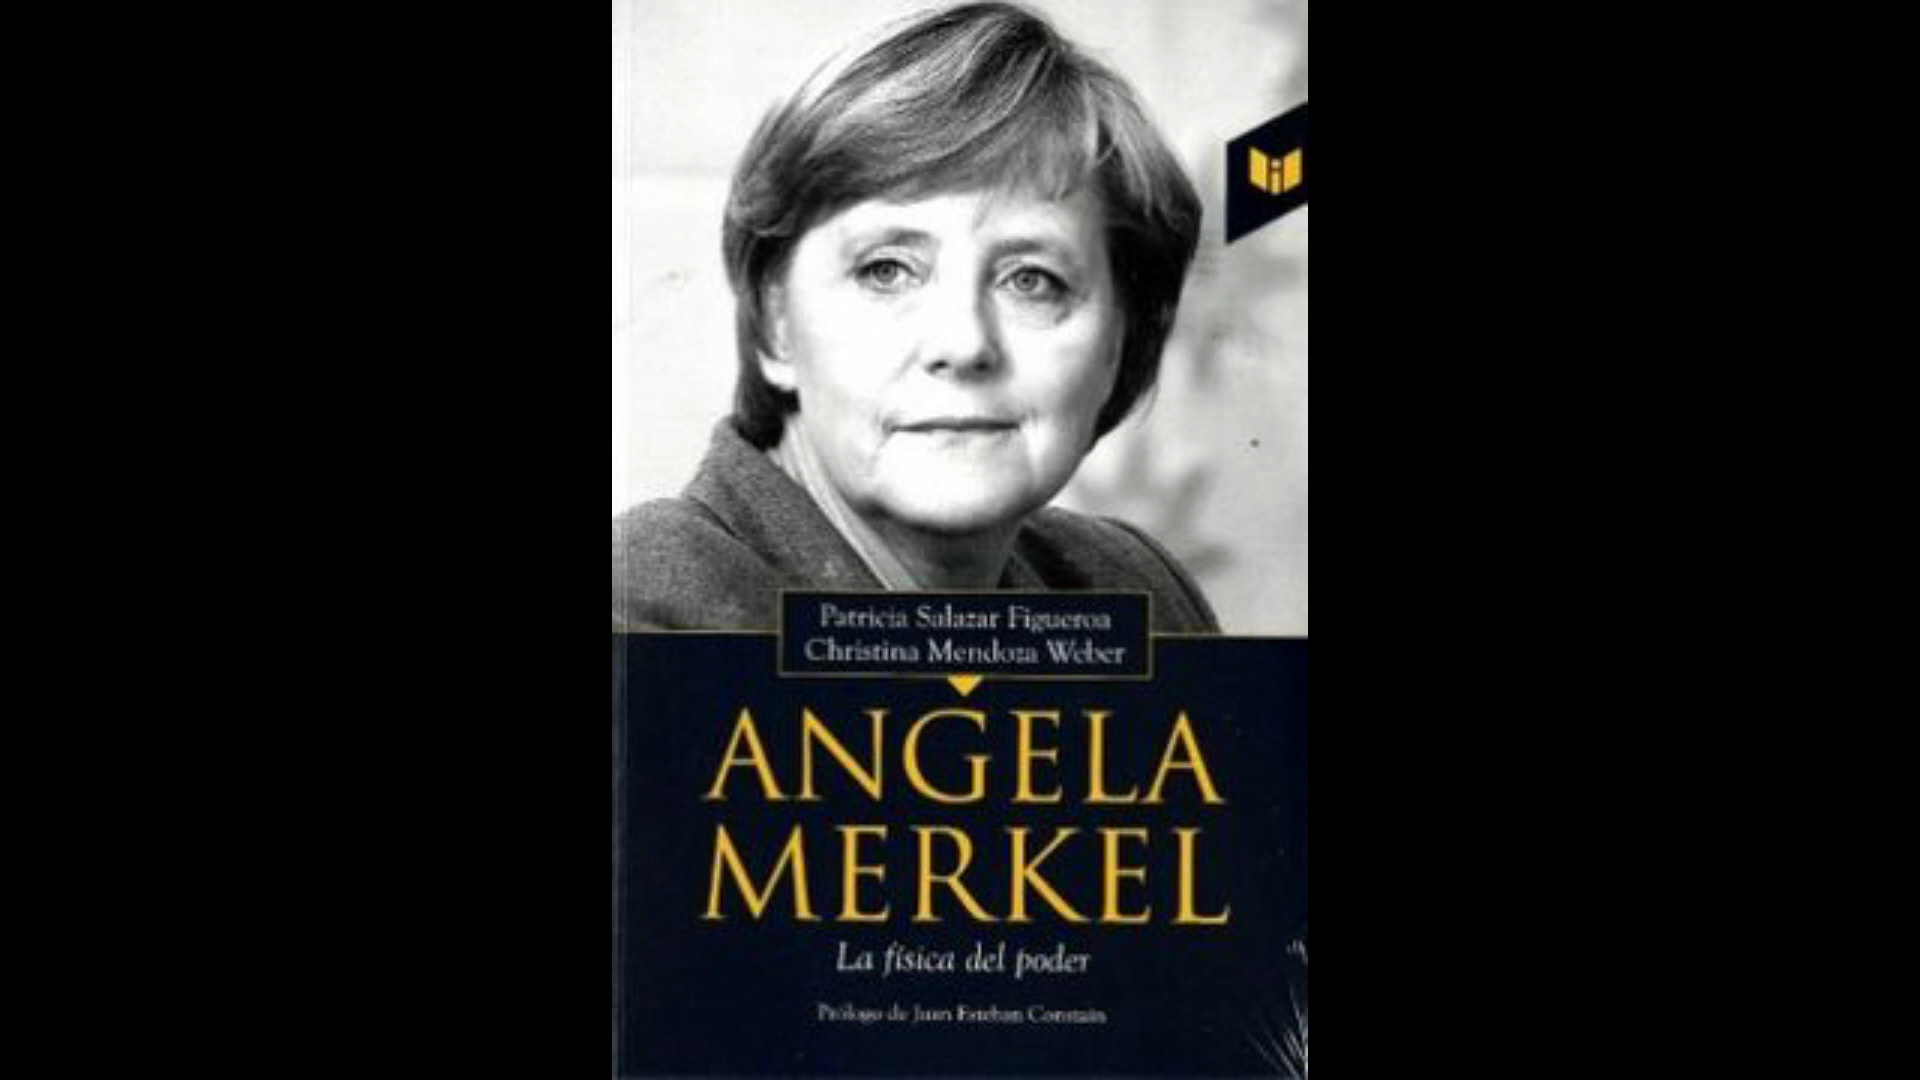 Patricia Salazar Figueroa
Christina Mendoza Weber
ANGELA
MERKEL
La física del poder
Prólogo de Juan Esteban Constaín